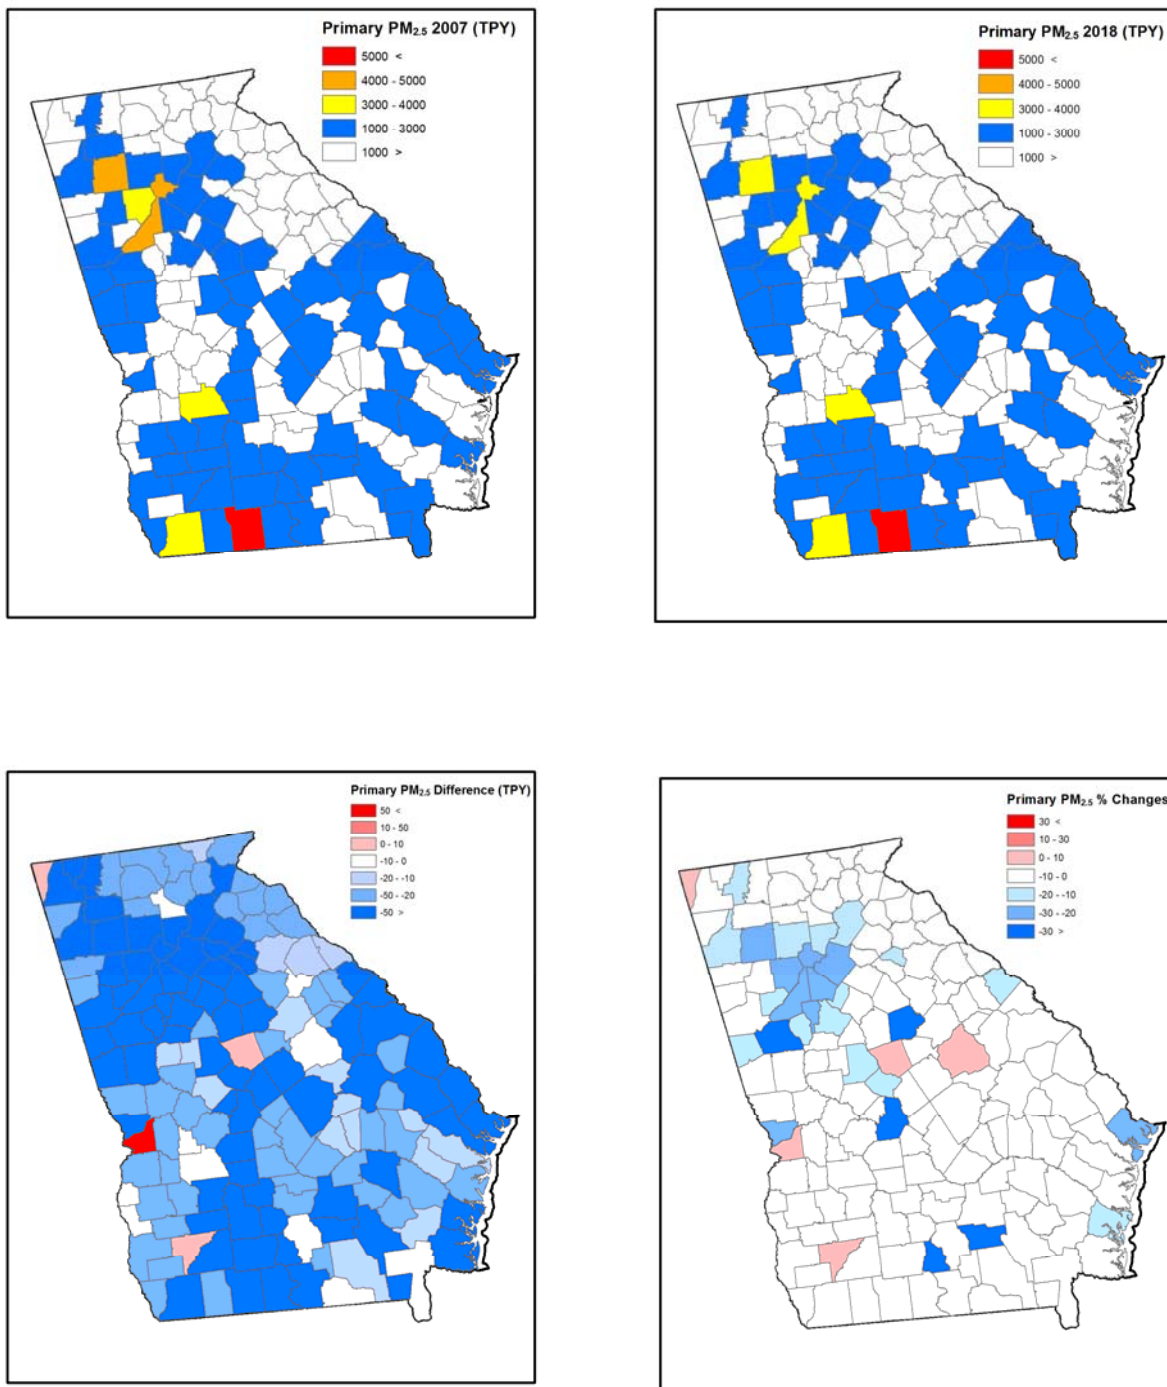 Primary PM2.5 2007 (TPY)
5000 <
4000 - 5000
3000 - 4000
1000 - 3000
1000 >
Primary PM2.5 2018 (TPY)
5000 <
4000 - 5000
3000 - 4000
1000 - 3000
1000 >
Primary PM2.5 Difference (TPY)
50 <
10 - 50
0 - 10
-10 - 0
-20 - -10
-50 - -20
-50 >
Primary PM2.5 % Changes
30 <
10 - 30
0 - 10
-10 - 0
-20 - -10
-30 - -20
-30 >